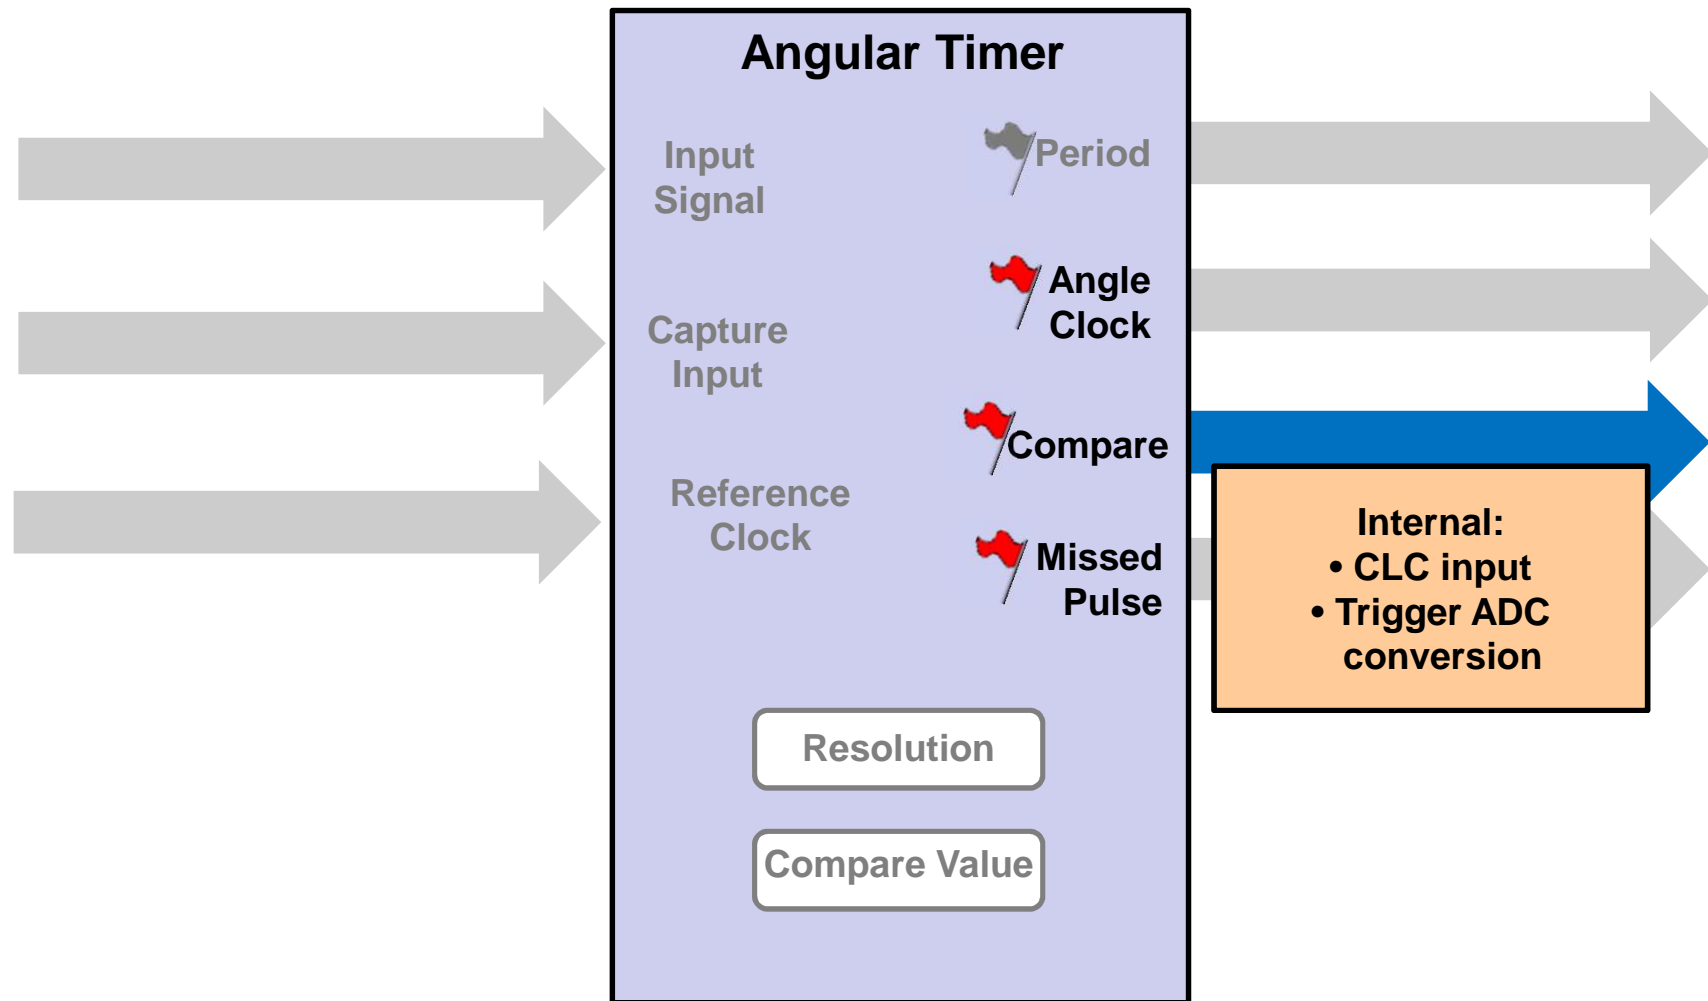 Angular Timer
Input
Signal
Capture
Input
Reference
Clock
Period
Angle
Clock
Compare
Missed
Pulse
Resolution
Compare Value
Internal:
• CLC input
• Trigger ADC
conversion